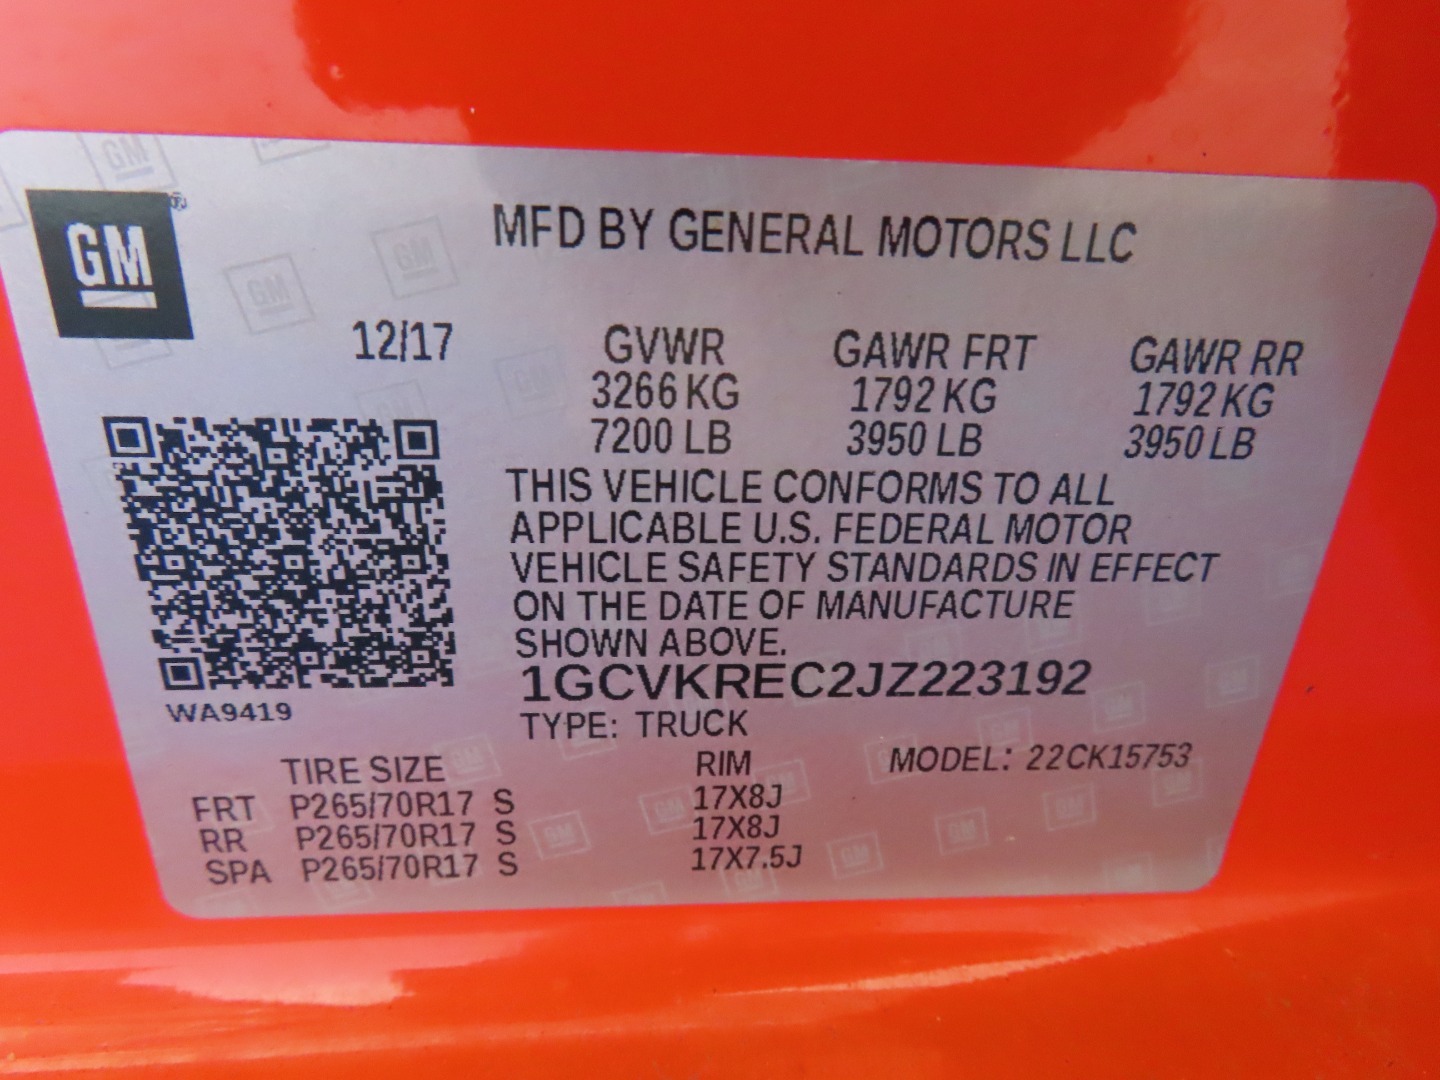 GM
MFD BY GENERAL MOTORS LLC
12/17
GVWR GAWR FRT GAWR RR
3266 KG 1792 KG 1792 KG
7200 LB 3950 LB 3950 LB
THIS VEHICLE CONFORMS TO ALL
APPLICABLE U.S. FEDERAL MOTOR
VEHICLE SAFETY STANDARDS IN EFFECT
ON THE DATE OF MANUFACTURE
SHOWN ABOVE.
1GCVKREC2JZ223192
WA9419
TYPE: TRUCK
TIRE SIZE RIM MODEL: 22CK15753
FRT P265/70R17 S 17X8J
RR P265/70R17 S 17X8J
SPA P265/70R17 S 17X7.5J